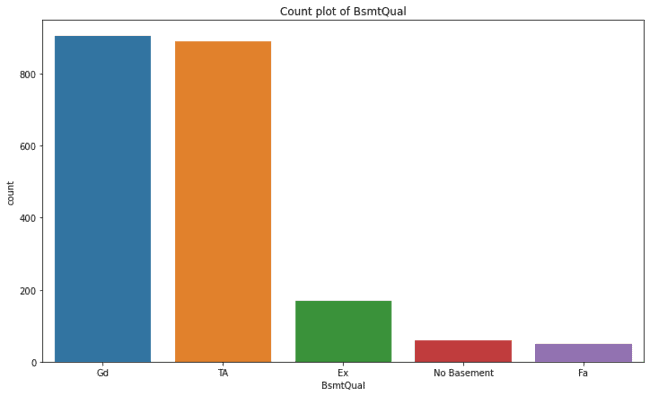 Count plot of BsmtQual
800
600
400
200
0
count
Gd TA Ex No Basement Fa
BsmtQual